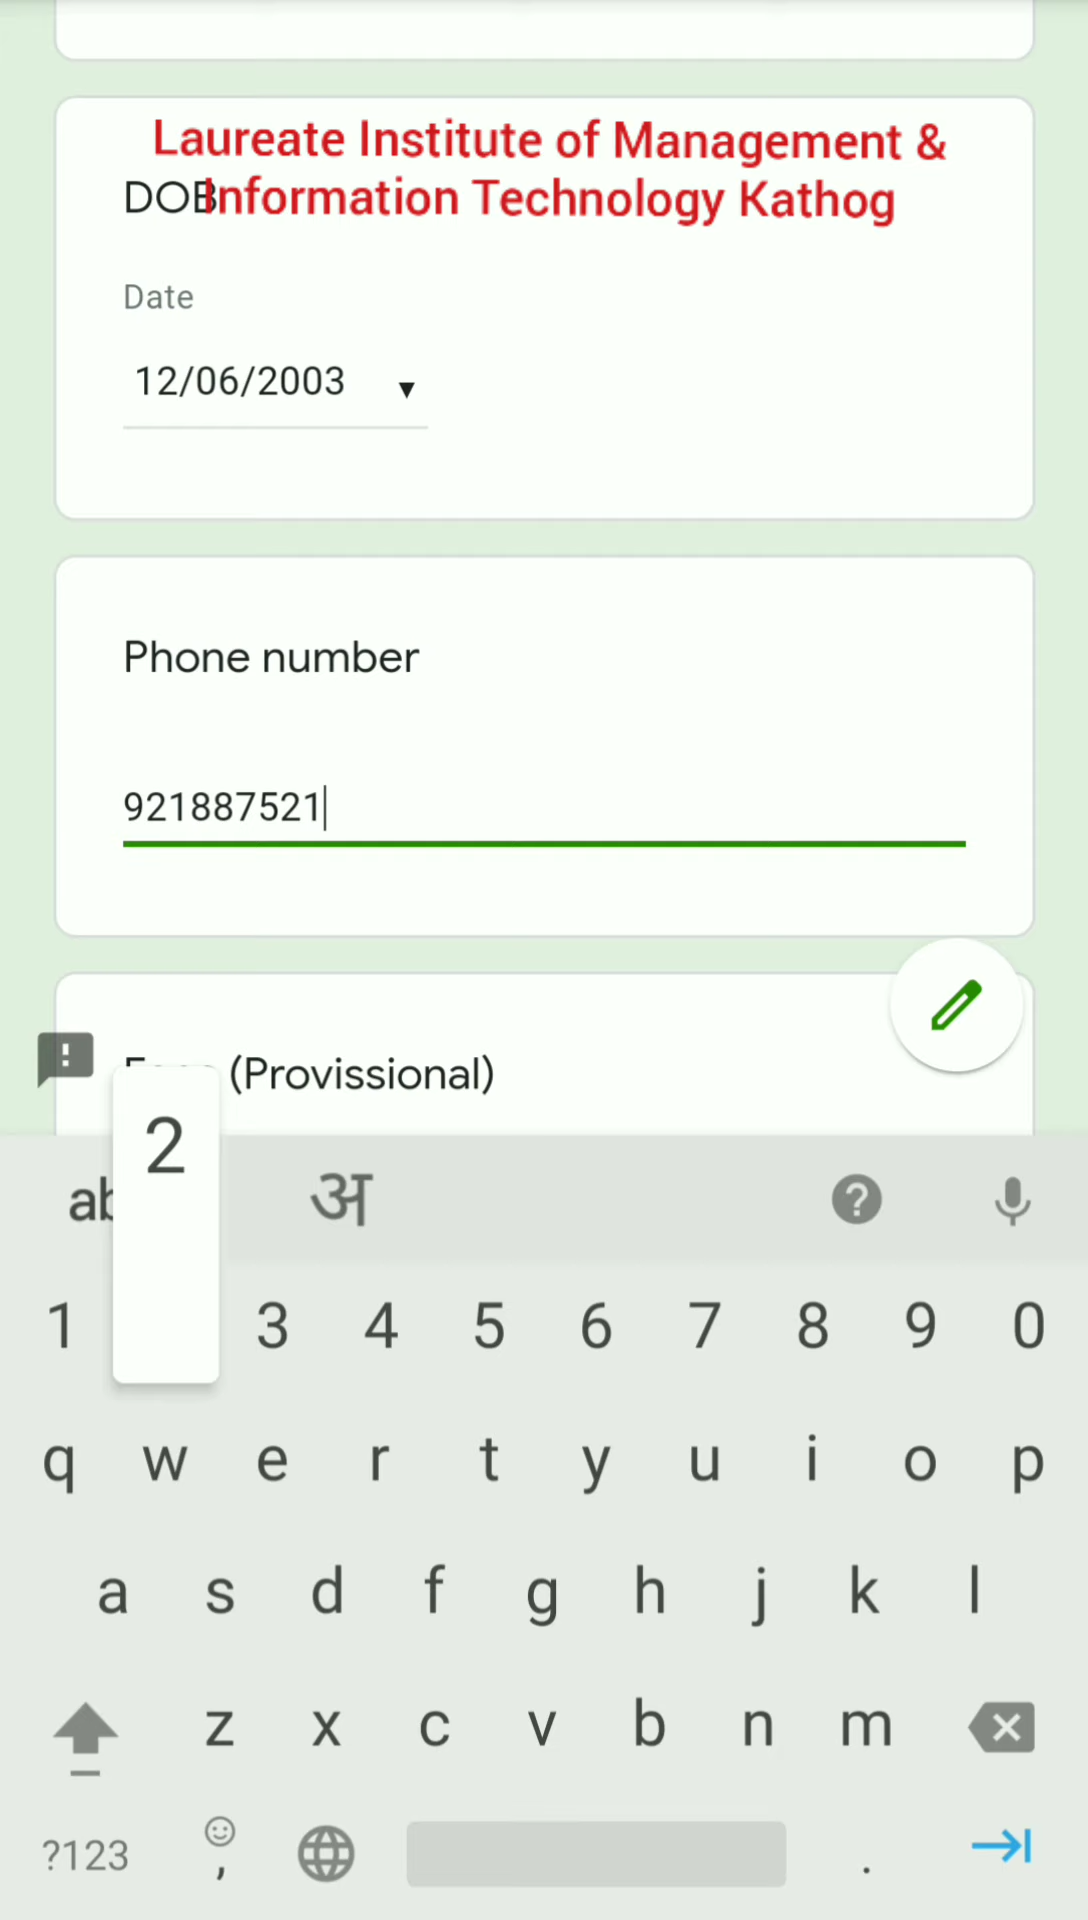 Laureate Institute of Management &
DOB
Information Technology Kathog
Date
12/06/2003
Phone number
921887521
(Provissional)
2
ab
अ
1 3 4 5 6 7 8 9 0
q w e r t y u i o p
a s d f g h j k l
z x c v b n m
?123 , .